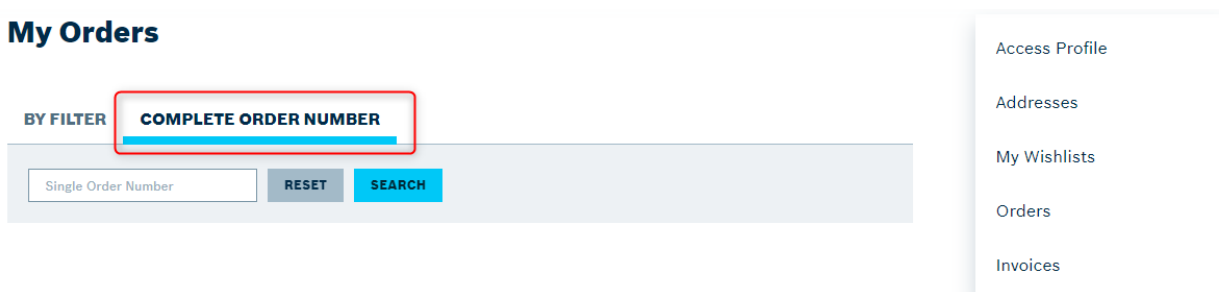 My Orders
BY FILTER COMPLETE ORDER NUMBER
Single Order Number RESET SEARCH
Access Profile
Addresses
My Wishlists
Orders
Invoices